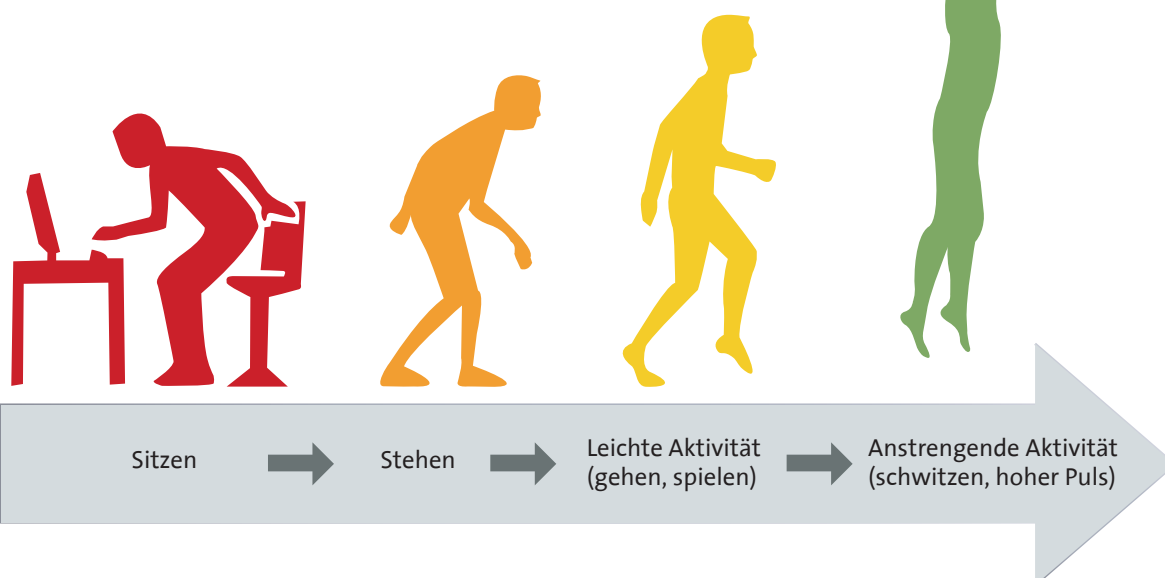 Sitzen
Stehen
Leichte Aktivität
(gehen, spielen)
Anstrengende Aktivität
(schwitzen, hoher Puls)